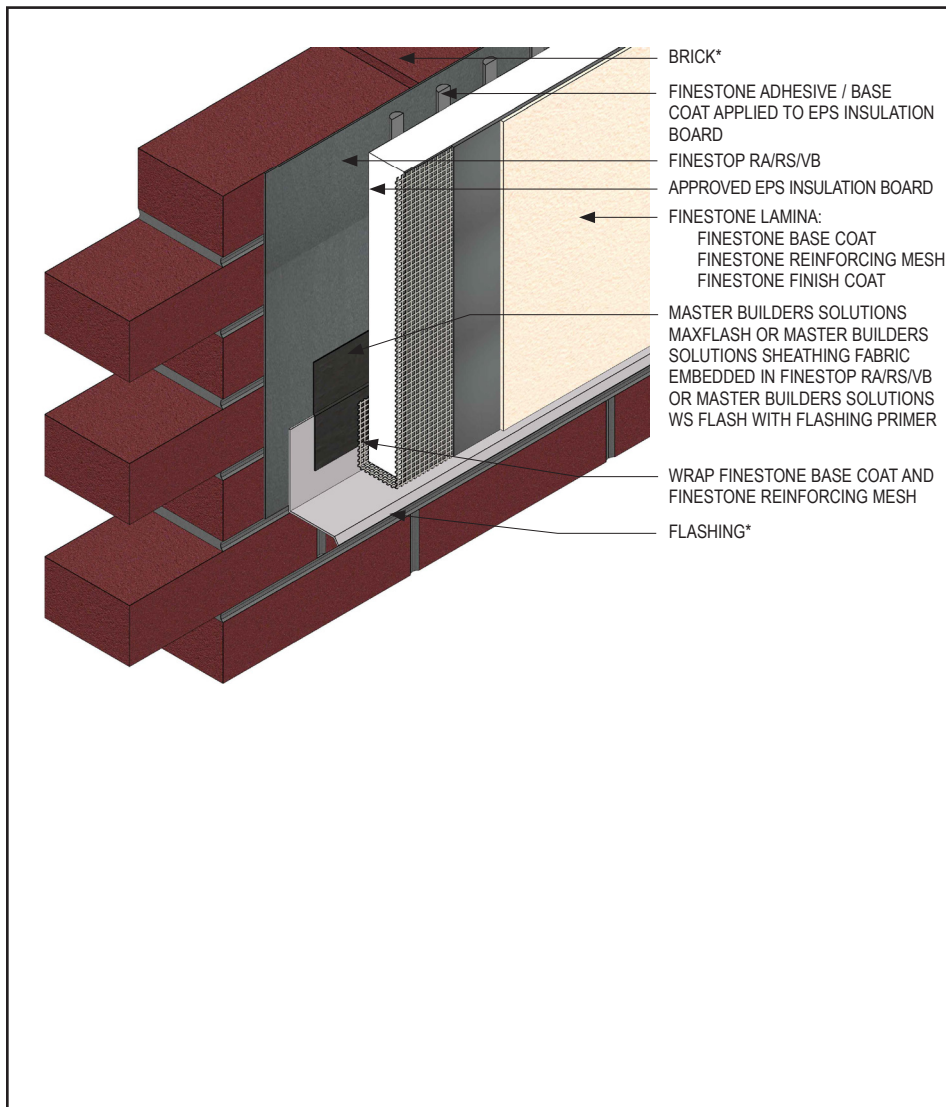 BRICK*
FINESTONE ADHESIVE / BASE
COAT APPLIED TO EPS INSULATION
BOARD
FINESTOP RA/RS/VB
APPROVED EPS INSULATION BOARD
FINESTONE LAMINA:
FINESTONE BASE COAT
FINESTONE REINFORCING MESH
FINESTONE FINISH COAT
MASTER BUILDERS SOLUTIONS
MAXFLASH OR MASTER BUILDERS
SOLUTIONS SHEATHING FABRIC
EMBEDDED IN FINESTOP RA/RS/VB
OR MASTER BUILDERS SOLUTIONS
WS FLASH WITH FLASHING PRIMER
WRAP FINESTONE BASE COAT AND
FINESTONE REINFORCING MESH
FLASHING*